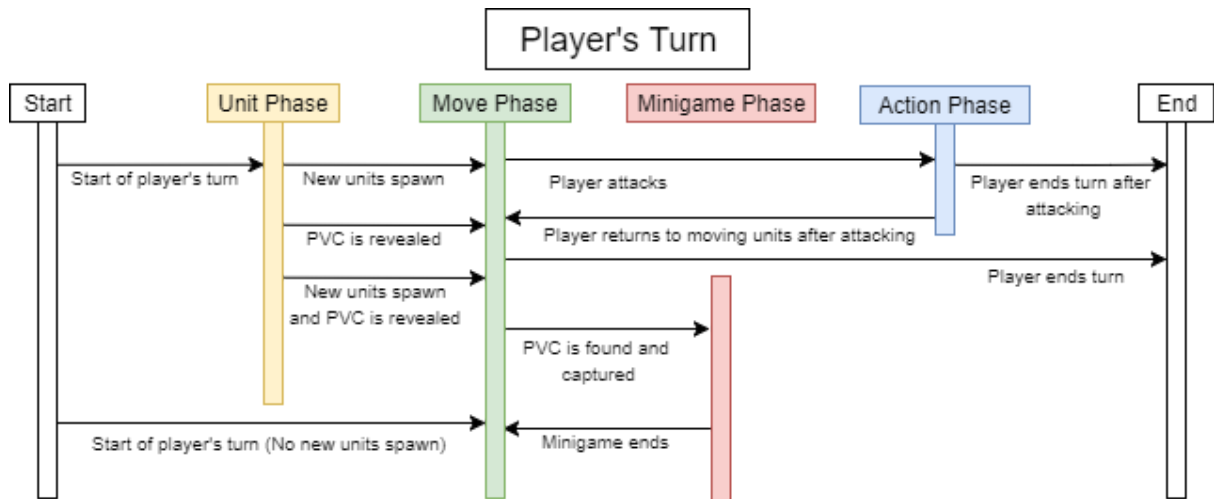 Player's Turn
Start
Unit Phase
Move Phase
Minigame Phase
Action Phase
End
Start of player's turn
New units spawn
Player attacks
Player ends turn after
attacking
PVC is revealed
Player returns to moving units after attacking
Player ends turn
New units spawn
and PVC is revealed
PVC is found and
captured
Start of player's turn (No new units spawn)
Minigame ends